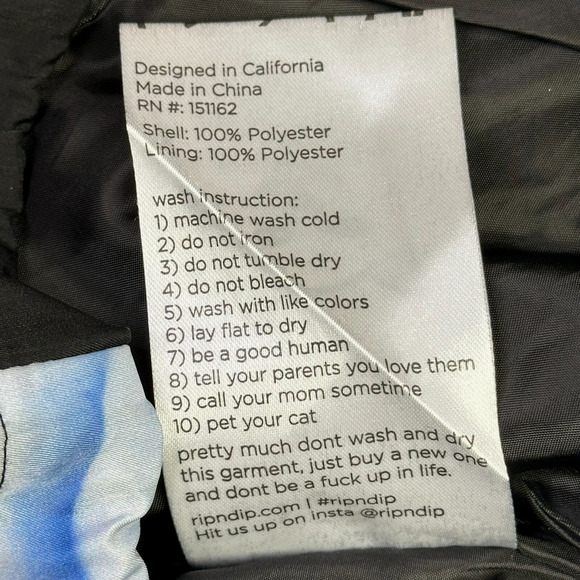 Designed in California
Made in China
RN #: 151162
Shell: 100% Polyester
Lining: 100% Polyester
wash instruction:
1) machine wash cold
2) do not iron
3) do not tumble dry
4) do not bleach
5) wash with like colors
6) lay flat to dry
7) be a good human
8) tell your parents you love them
9) call your mom sometime
10) pet your cat
pretty much dont wash and dry
this garment, just buy a new one
and dont be a fuck up in life.
ripndip.com | #ripndip
Hit us up on insta @ripndip